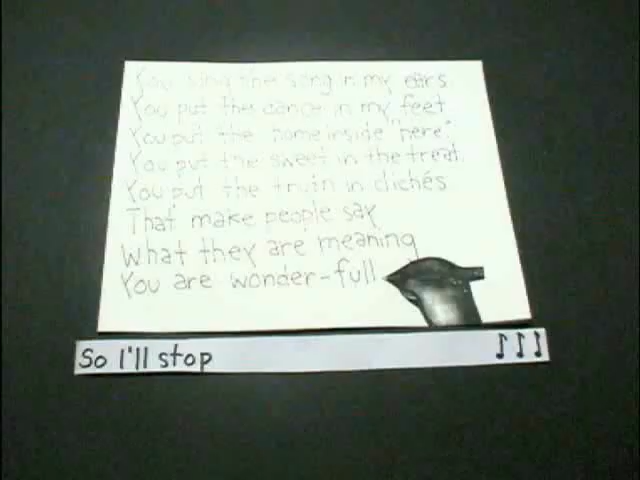 You sing the song in my ears
You put the dance in my feet
You put the home inside "here"
You put the sweet in the treat
You put the truth in clichés
That make people say
What they are meaning
You are wonder-full
So I'll stop